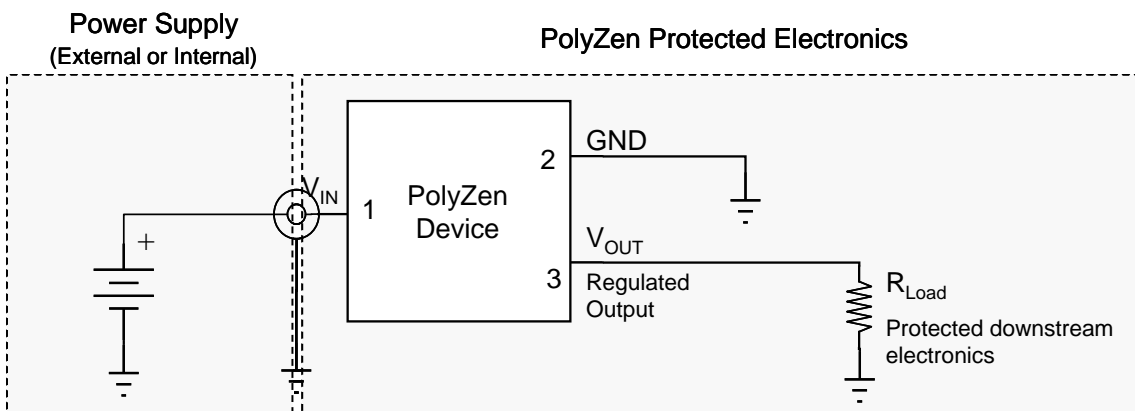 Power Supply
(External or Internal)
PolyZen Protected Electronics
V_IN
1
PolyZen
Device
2
GND
V_OUT
3
Regulated
Output
+
R_Load
Protected downstream
electronics